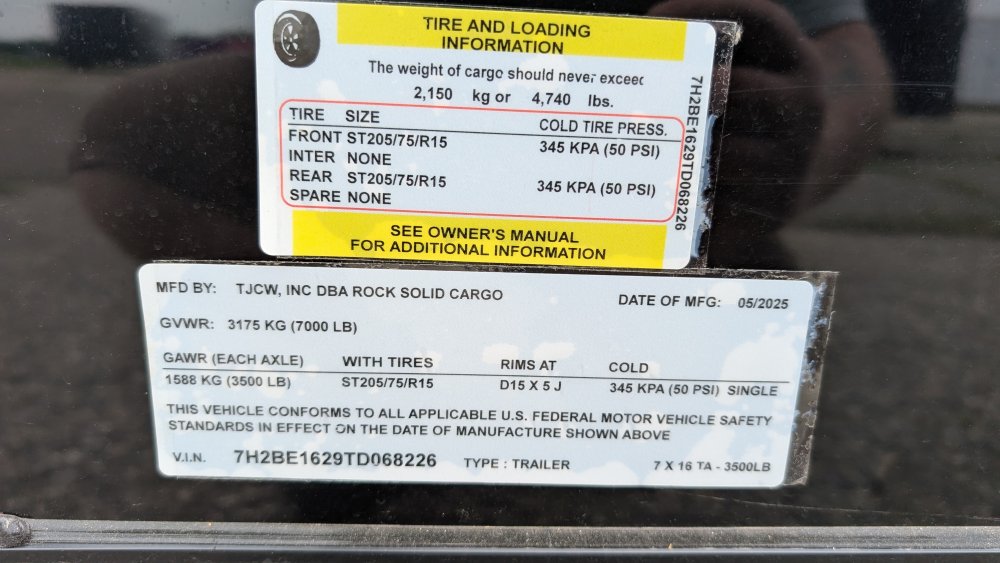 TIRE AND LOADING
INFORMATION
The weight of cargo should never exceed
2,150 kg or 4,740 lbs.
TIRE SIZE COLD TIRE PRESS.
FRONT ST205/75/R15 345 KPA (50 PSI)
INTER NONE
REAR ST205/75/R15 345 KPA (50 PSI)
SPARE NONE
SEE OWNER'S MANUAL
FOR ADDITIONAL INFORMATION
7H2BE1629TD068226
MFD BY: TJCW, INC DBA ROCK SOLID CARGO DATE OF MFG: 05/2025
GVWR: 3175 KG (7000 LB)
GAWR (EACH AXLE) WITH TIRES RIMS AT COLD
1588 KG (3500 LB) ST205/75/R15 D15 X 5 J 345 KPA (50 PSI) SINGLE
THIS VEHICLE CONFORMS TO ALL APPLICABLE U.S. FEDERAL MOTOR VEHICLE SAFETY
STANDARDS IN EFFECT ON THE DATE OF MANUFACTURE SHOWN ABOVE
V.I.N. 7H2BE1629TD068226 TYPE : TRAILER 7 X 16 TA - 3500LB